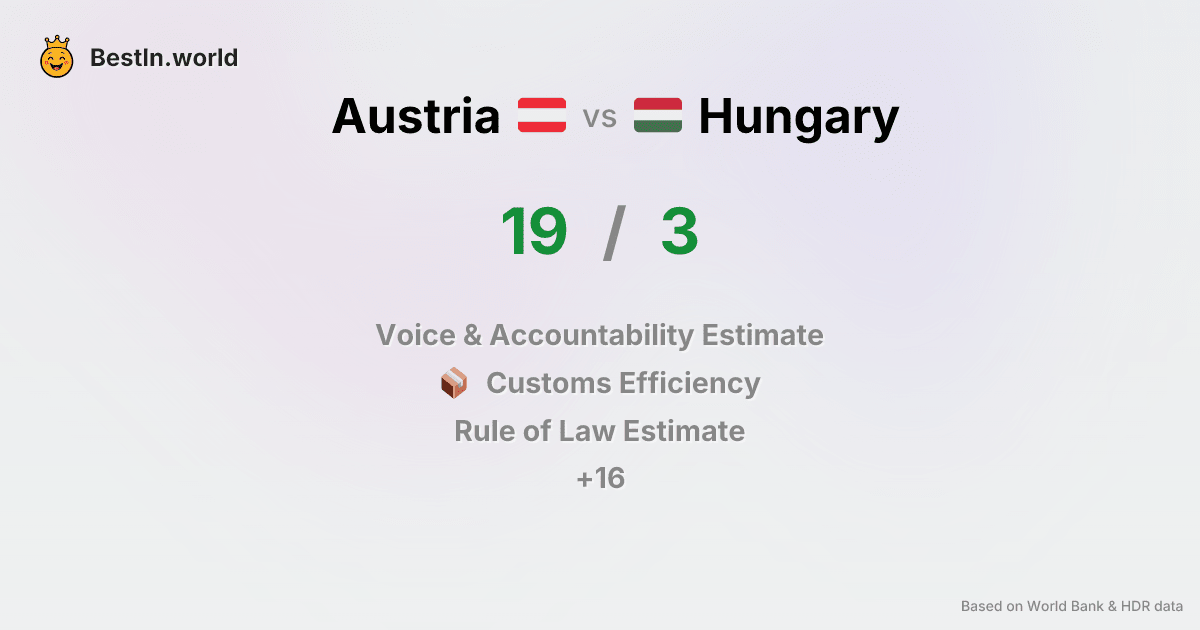 BestIn.world
Austria vs Hungary
19 / 3
Voice & Accountability Estimate
Customs Efficiency
Rule of Law Estimate
+16
Based on World Bank & HDR data